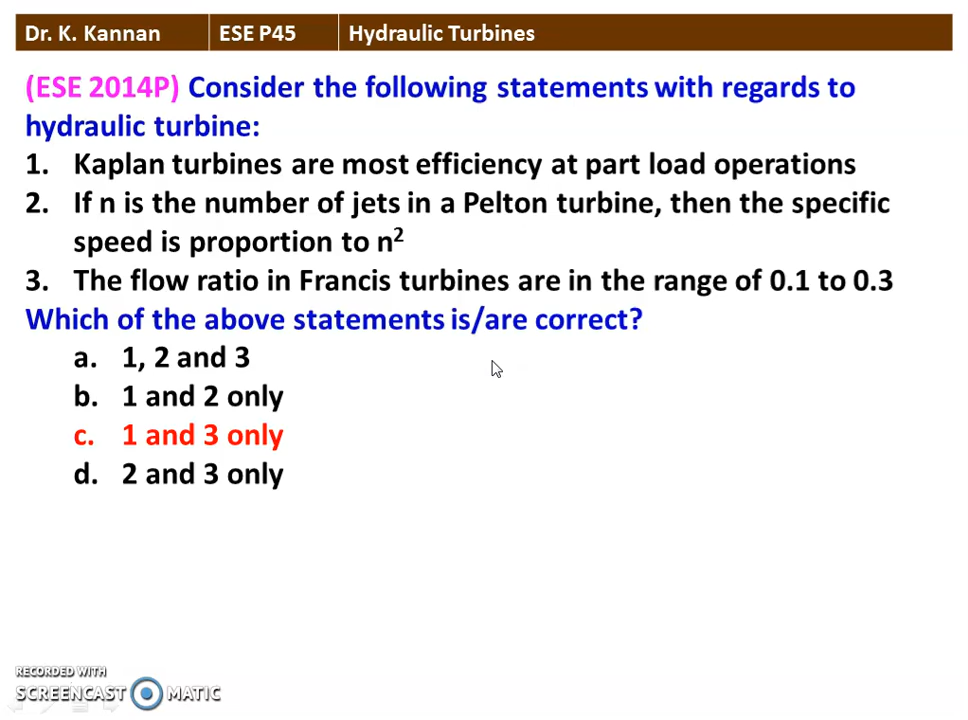 Dr. K. Kannan ESE P45 Hydraulic Turbines
(ESE 2014P) Consider the following statements with regards to
hydraulic turbine:
1. Kaplan turbines are most efficiency at part load operations
2. If n is the number of jets in a Pelton turbine, then the specific
speed is proportion to n²
3. The flow ratio in Francis turbines are in the range of 0.1 to 0.3
Which of the above statements is/are correct?
a. 1, 2 and 3
b. 1 and 2 only
c. 1 and 3 only
d. 2 and 3 only
RECORDED WITH
SCREENCAST MATIC